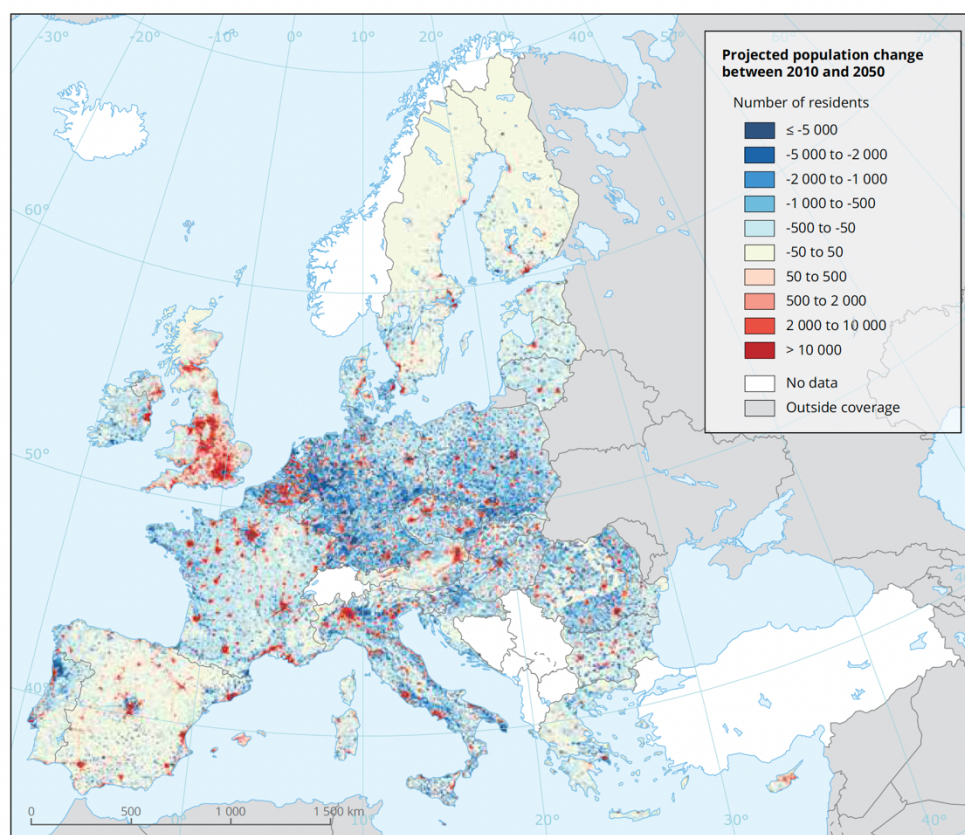 -30°
-20°
-10°
0°
10°
20°
30°
40°
50°
60°
70°
60°
50°
40°
Projected population change
between 2010 and 2050
Number of residents
≤ -5 000
-5 000 to -2 000
-2 000 to -1 000
-1 000 to -500
-500 to -50
-50 to 50
50 to 500
500 to 2 000
2 000 to 10 000
> 10 000
No data
Outside coverage
0 500 1 000 1 500 km
0°
10°
20°
30°
40°